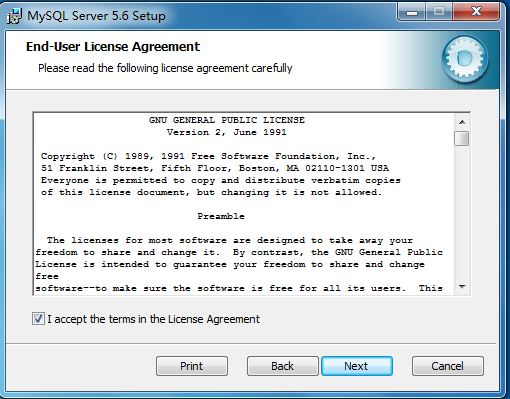 MySQL Server 5.6 Setup
End-User License Agreement
Please read the following license agreement carefully
GNU GENERAL PUBLIC LICENSE
Version 2, June 1991
Copyright (C) 1989, 1991 Free Software Foundation, Inc.,
51 Franklin Street, Fifth Floor, Boston, MA 02110-1301 USA
Everyone is permitted to copy and distribute verbatim copies
of this license document, but changing it is not allowed.
Preamble
The licenses for most software are designed to take away your
freedom to share and change it. By contrast, the GNU General Public
License is intended to guarantee your freedom to share and change
free
software--to make sure the software is free for all its users. This
I accept the terms in the License Agreement
Print
Back
Next
Cancel